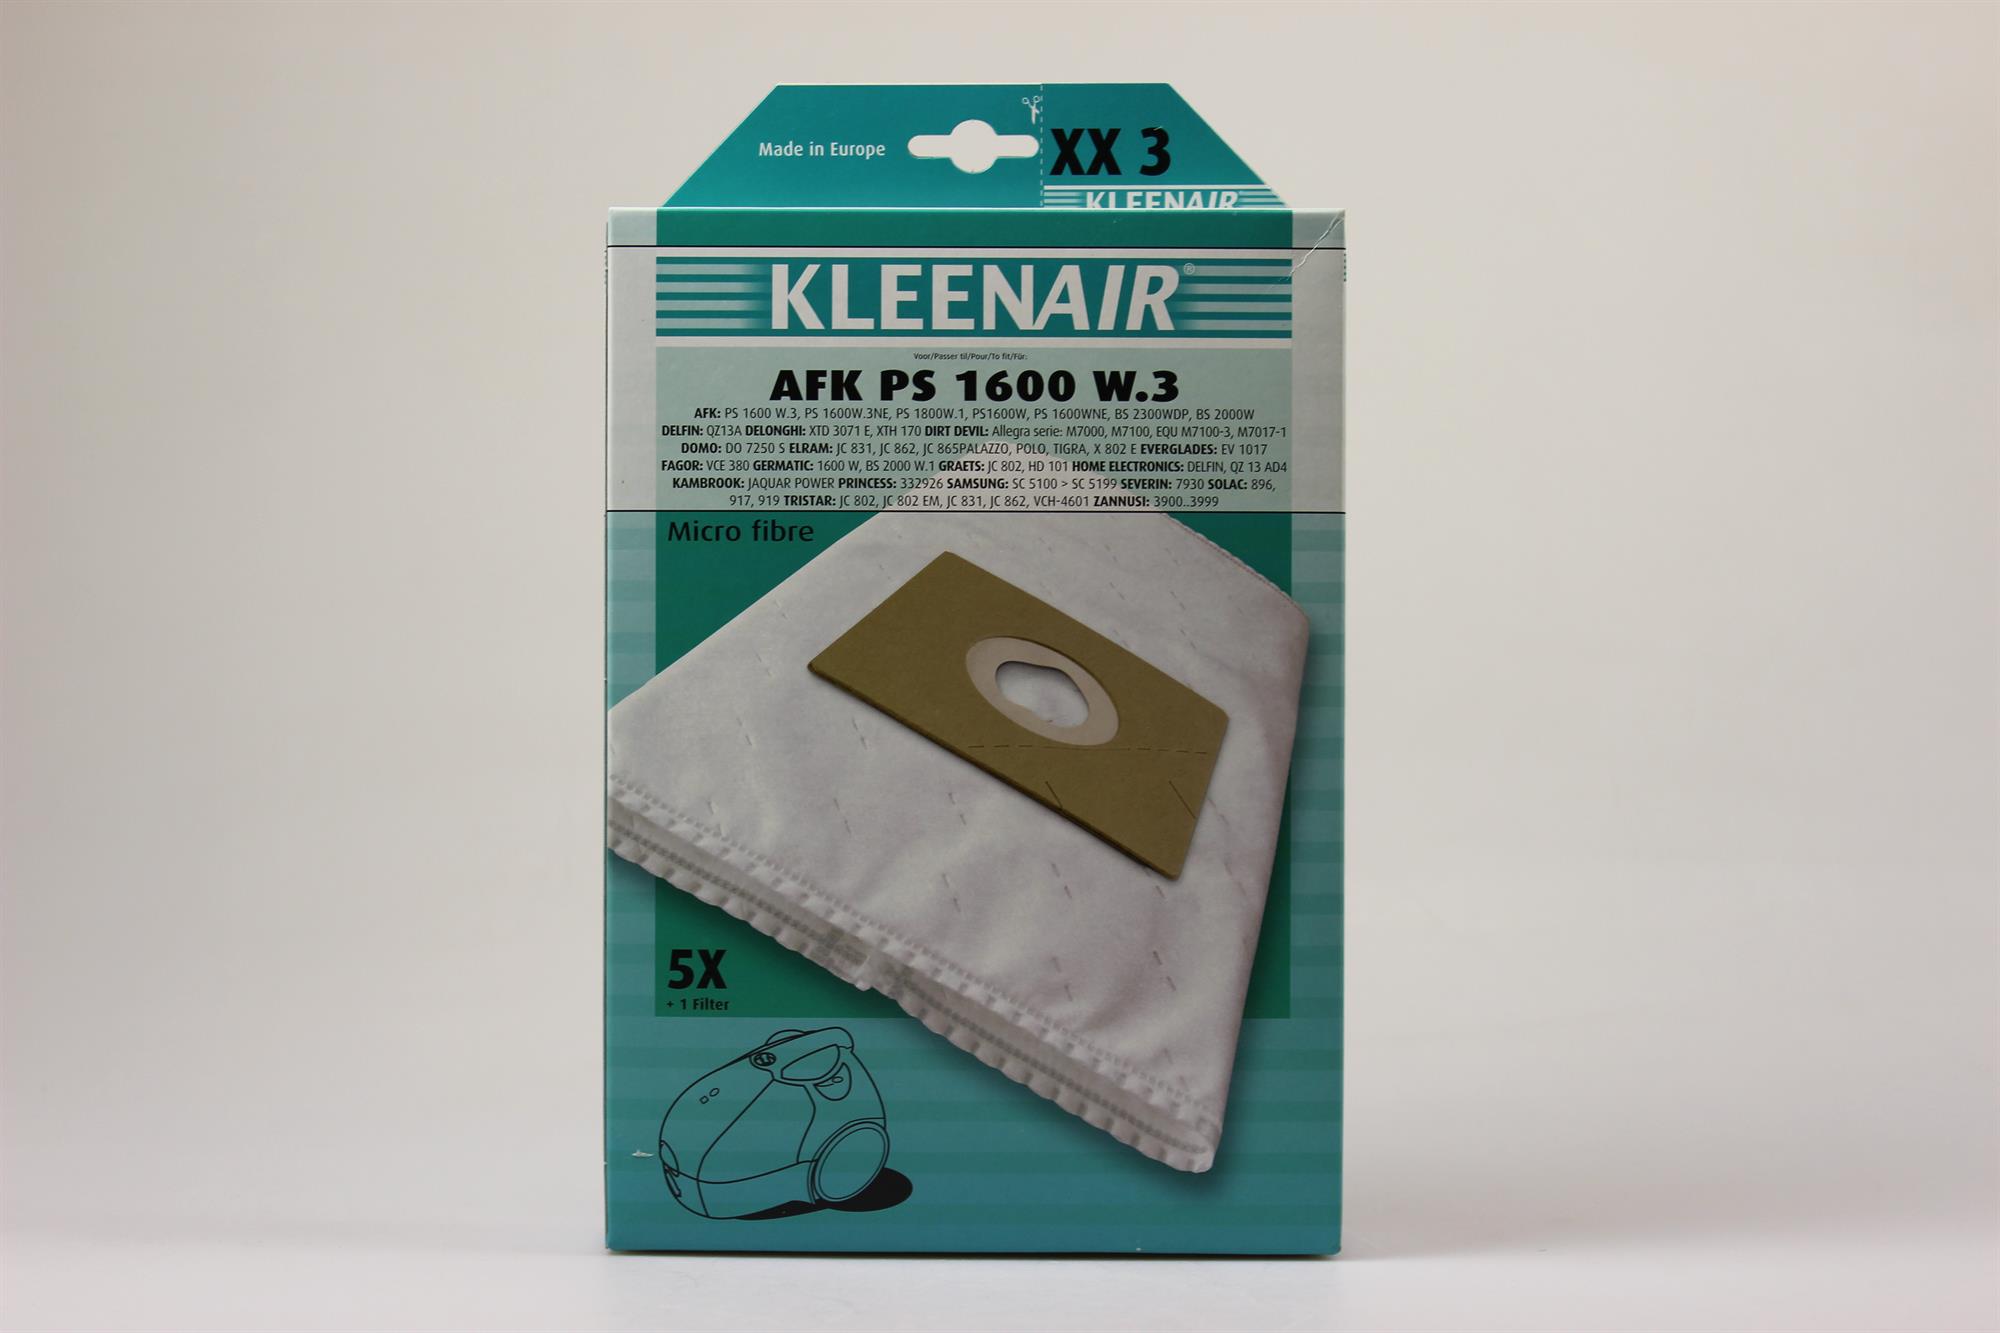 Made in Europe
XX 3
KLEENAIR
KLEENAIR®
Voor/Passer til/Pour/To fit/Für:
AFK PS 1600 W.3
AFK: PS 1600 W.3, PS 1600W.3NE, PS 1800W.1, PS1600W, PS 1600WNE, BS 2300WDP, BS 2000W
DELFIN: QZ13A DELONGHI: XTD 3071 E, XTH 170 DIRT DEVIL: Allegra serie: M7000, M7100, EQU M7100-3, M7017-1
DOMO: DO 7250 S ELRAM: JC 831, JC 862, JC 865PALAZZO, POLO, TIGRA, X 802 E EVERGLADES: EV 1017
FAGOR: VCE 380 GERMATIC: 1600 W, BS 2000 W.1 GRAETS: JC 802, HD 101 HOME ELECTRONICS: DELFIN, QZ 13 AD4
KAMBROOK: JAQUAR POWER PRINCESS: 332926 SAMSUNG: SC 5100 > SC 5199 SEVERIN: 7930 SOLAC: 896,
917, 919 TRISTAR: JC 802, JC 802 EM, JC 831, JC 862, VCH-4601 ZANNUSI: 3900..3999
Micro fibre
5X
+ 1 Filter